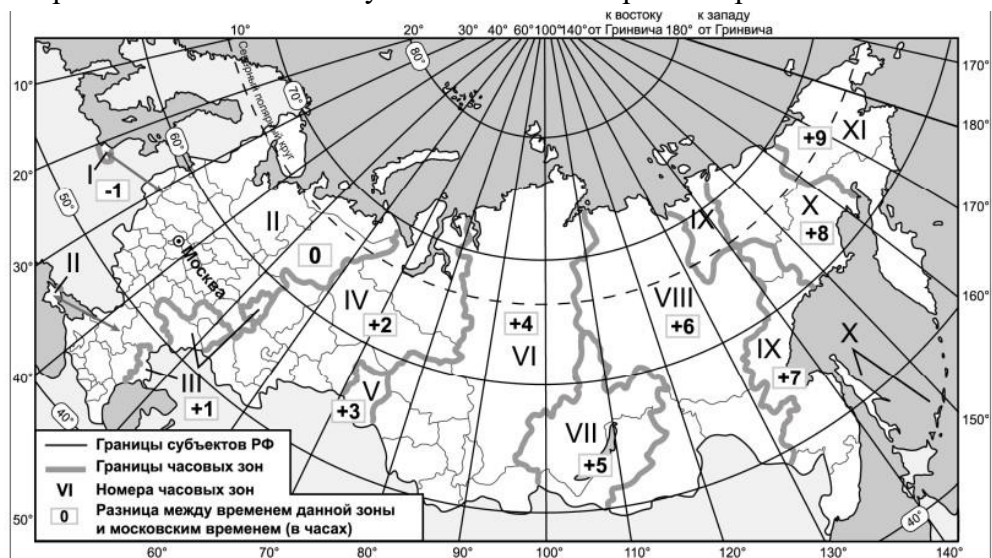 к востоку к западу
10° 20° 30° 40° 60° 100° 140° от Гринвича 180° от Гринвича
80°
170°
10°
Северный полярный круг
70°
60°
+9
XI
180°
I
-1
20°
50°
II
IX
X
+8
170°
Москва
0
30°
II
IV
+2
+4
VI
VIII
+6
160°
IX
+7
X
40°
III
+1
V
+3
40°
VII
+5
150°
Границы субъектов РФ
Границы часовых зон
VI Номера часовых зон
0 Разница между временем данной зоны
и московским временем (в часах)
50°
40°
60° 70° 80° 90° 100° 110° 120° 130° 140°